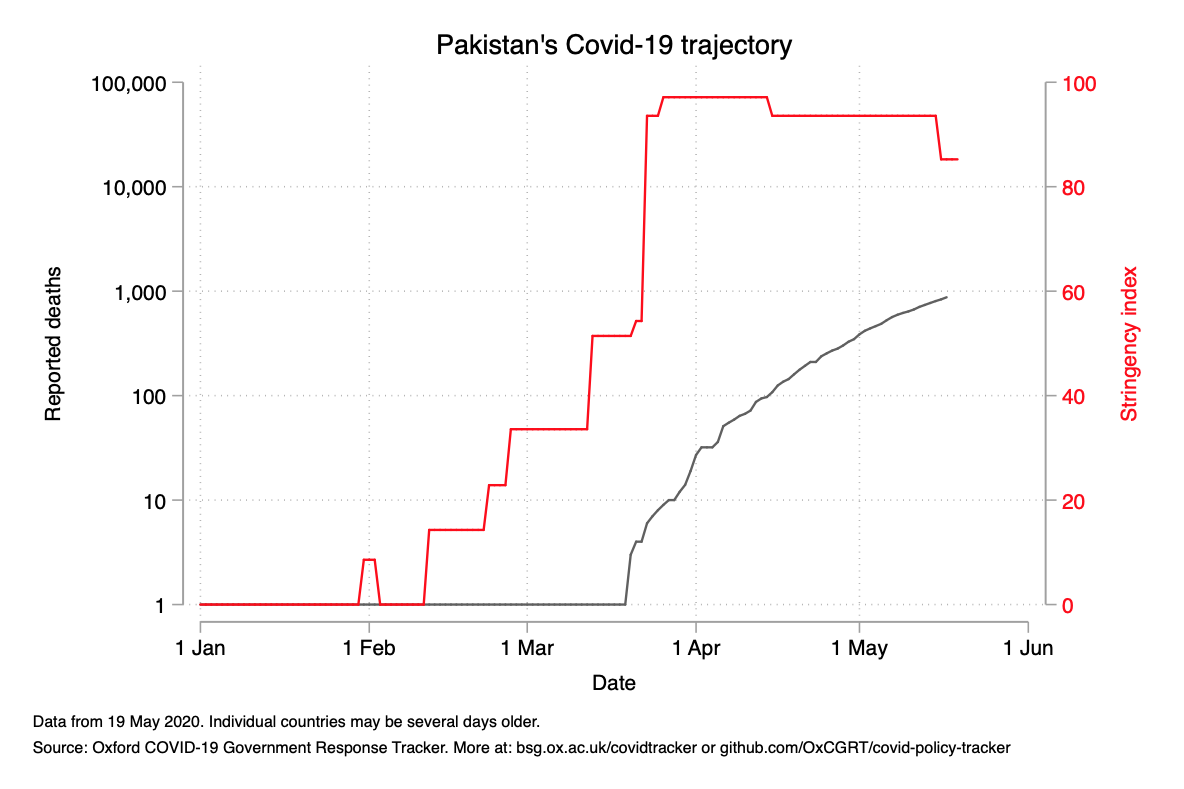 Pakistan's Covid-19 trajectory
100,000
10,000
1,000
100
10
1
Reported deaths
100
80
60
40
20
0
Stringency index
1 Jan
1 Feb
1 Mar
1 Apr
1 May
1 Jun
Date
Data from 19 May 2020. Individual countries may be several days older.
Source: Oxford COVID-19 Government Response Tracker. More at: bsg.ox.ac.uk/covidtracker or github.com/OxCGRT/covid-policy-tracker